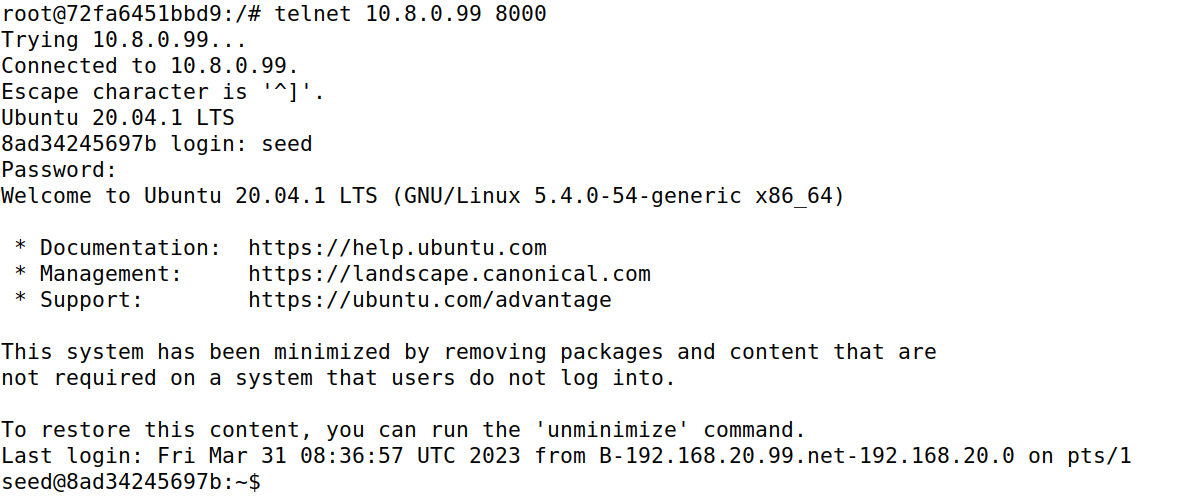 root@72fa6451bbd9:/# telnet 10.8.0.99 8000
Trying 10.8.0.99...
Connected to 10.8.0.99.
Escape character is '^]'.
Ubuntu 20.04.1 LTS
8ad34245697b login: seed
Password:
Welcome to Ubuntu 20.04.1 LTS (GNU/Linux 5.4.0-54-generic x86_64)

 * Documentation:  https://help.ubuntu.com
 * Management:     https://landscape.canonical.com
 * Support:        https://ubuntu.com/advantage

This system has been minimized by removing packages and content that are
not required on a system that users do not log into.

To restore this content, you can run the 'unminimize' command.
Last login: Fri Mar 31 08:36:57 UTC 2023 from B-192.168.20.99.net-192.168.20.0 on pts/1
seed@8ad34245697b:~$